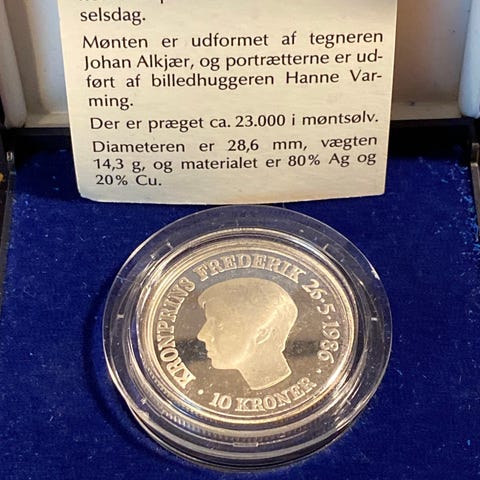 selsdag.
Mønten er udformet af tegneren
Johan Alkjær, og portrætterne er ud-
ført af billedhuggeren Hanne Var-
ming.
Der er præget ca. 23.000 i møntsølv.
Diameteren er 28,6 mm, vægten
14,3 g, og materialet er 80% Ag og
20% Cu.
KRONPRINS FREDERIK 26·5·1986 ·
10 KRONER ·